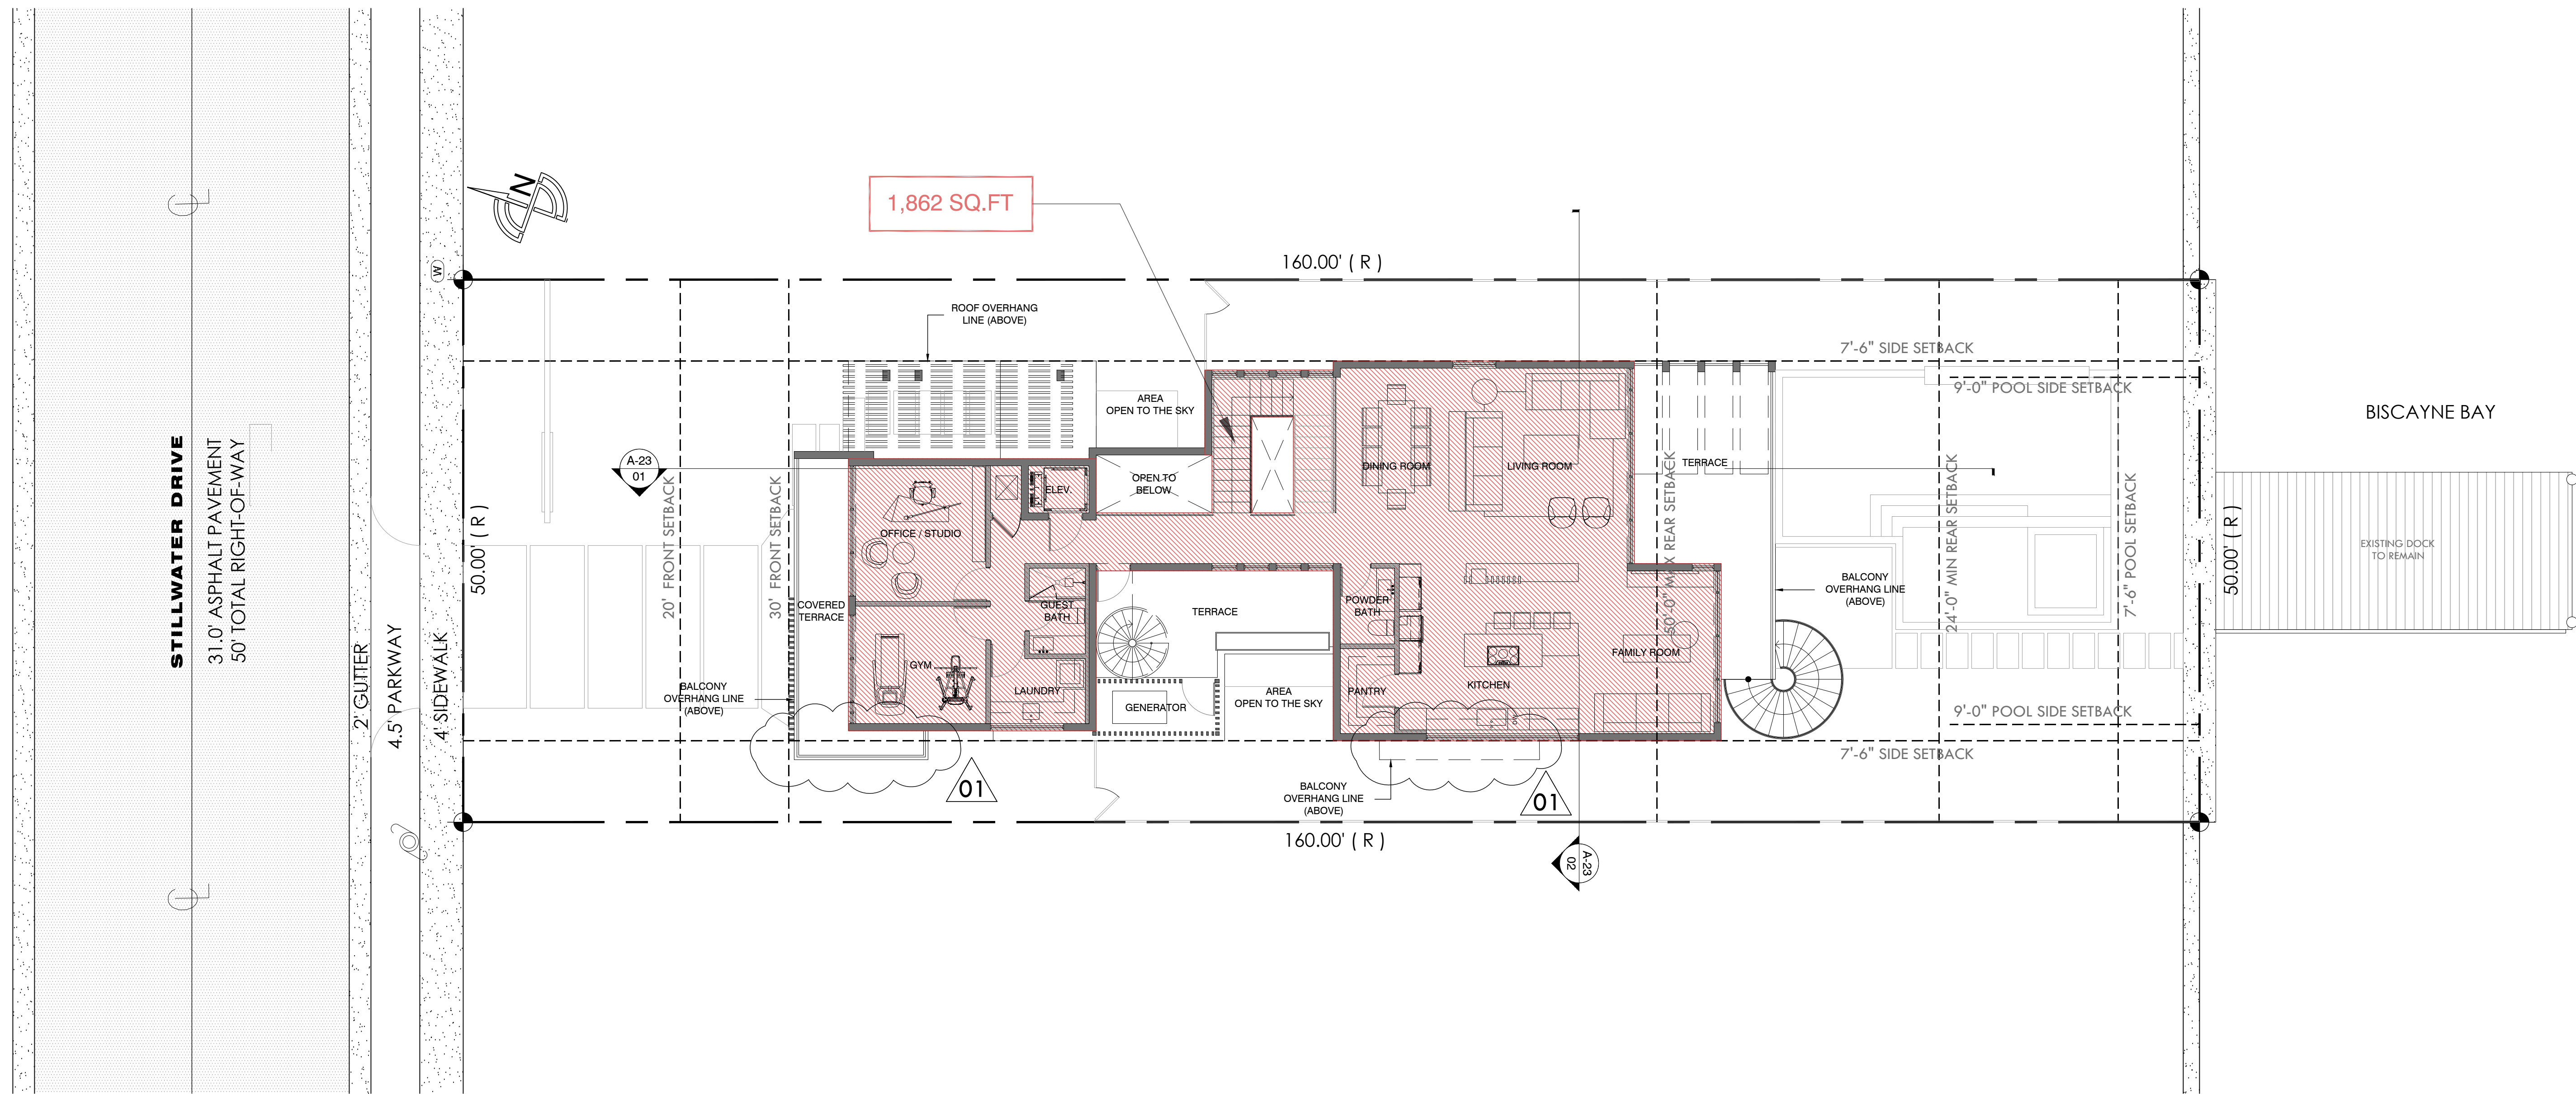 STILLWATER DRIVE
31.0' ASPHALT PAVEMENT
50' TOTAL RIGHT-OF-WAY
2' GUTTER
4.5' PARKWAY
4' SIDEWALK
W
N
1,862 SQ.FT
160.00' ( R )
50.00' ( R )
20' FRONT SETBACK
30' FRONT SETBACK
A-23
01
ROOF OVERHANG
LINE (ABOVE)
AREA
OPEN TO THE SKY
OPEN TO
BELOW
ELEV.
OFFICE / STUDIO
COVERED
TERRACE
GUEST
BATH
GYM
LAUNDRY
BALCONY
OVERHANG LINE
(ABOVE)
TERRACE
GENERATOR
AREA
OPEN TO THE SKY
DINING ROOM
LIVING ROOM
POWDER
BATH
PANTRY
KITCHEN
FAMILY ROOM
TERRACE
50'-0" MAX REAR SETBACK
BALCONY
OVERHANG LINE
(ABOVE)
24'-0" MIN REAR SETBACK
7'-6" POOL SETBACK
7'-6" SIDE SETBACK
9'-0" POOL SIDE SETBACK
9'-0" POOL SIDE SETBACK
7'-6" SIDE SETBACK
50.00' ( R )
BISCAYNE BAY
EXISTING DOCK
TO REMAIN
01
BALCONY
OVERHANG LINE
(ABOVE)
01
160.00' ( R )
A-23
02